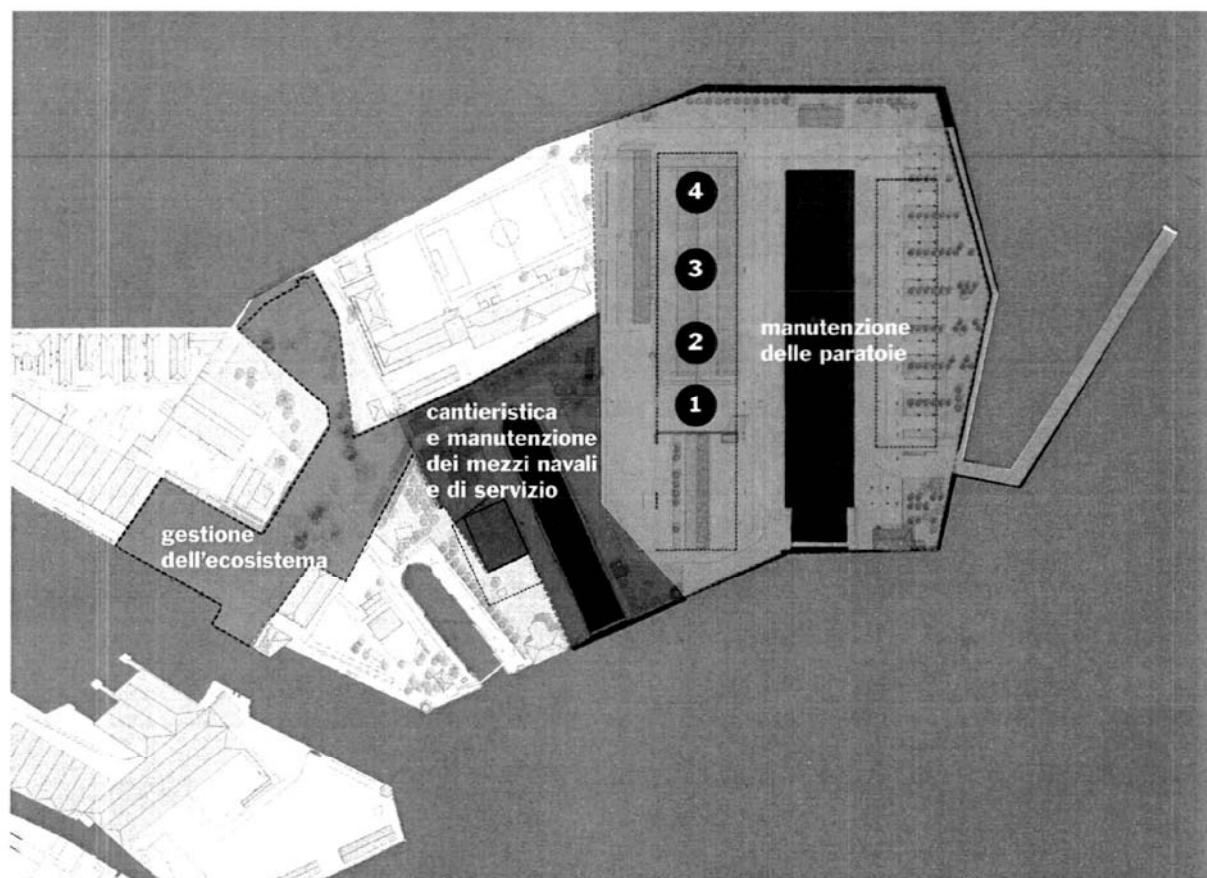 4
3
2
1
manutenzione
delle paratoie
cantieristica
e manutenzione
dei mezzi navali
e di servizio
gestione
dell'ecosistema